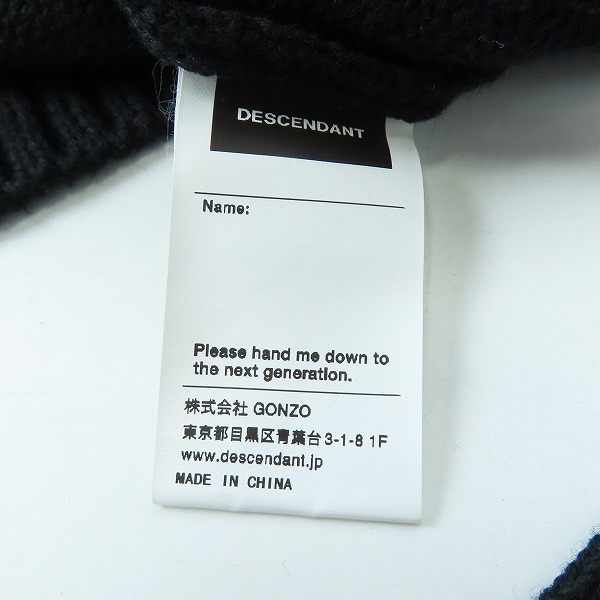 DESCENDANT
Name:
Please hand me down to
the next generation.
株式会社 GONZO
東京都目黒区青葉台3-1-8 1F
www.descendant.jp
MADE IN CHINA